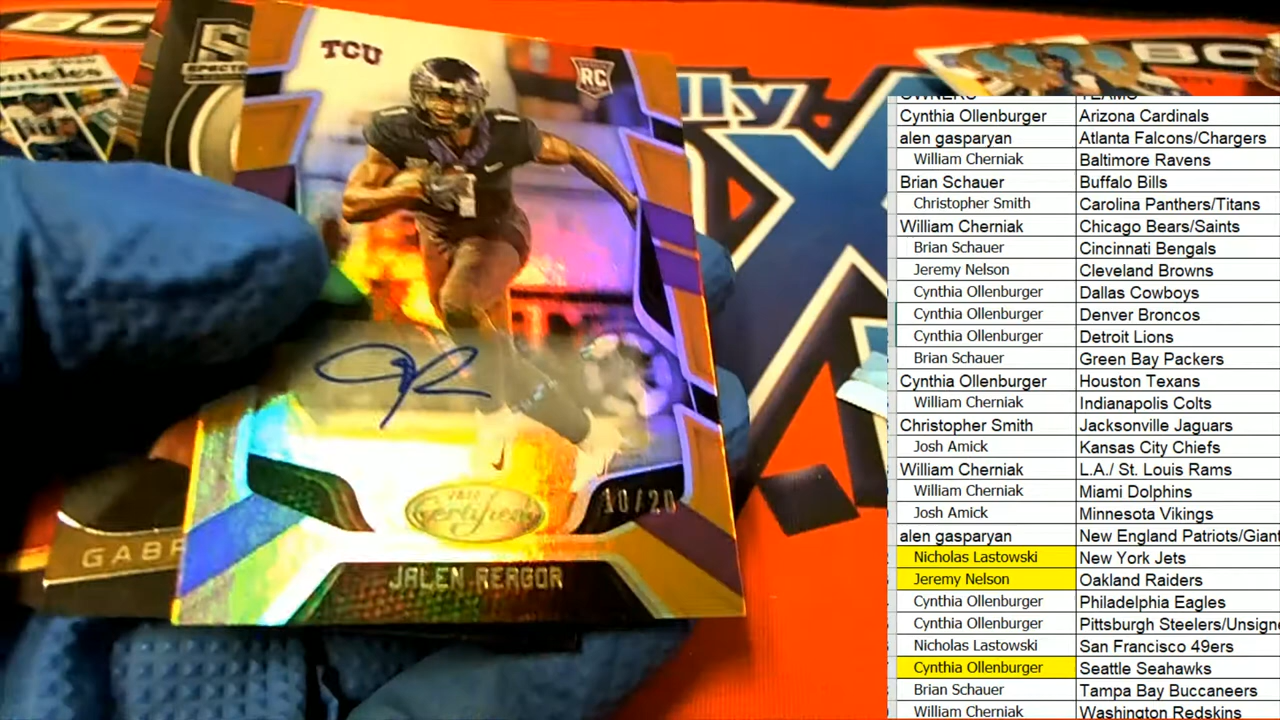 BC
SPECTR
TCU
RC
lly
BC
1
JR
2020
Certified
10/20
GABR
JALEN REAGOR
OWNERS TEAMS
Cynthia Ollenburger Arizona Cardinals
alen gasparyan Atlanta Falcons/Chargers
William Cherniak Baltimore Ravens
Brian Schauer Buffalo Bills
Christopher Smith Carolina Panthers/Titans
William Cherniak Chicago Bears/Saints
Brian Schauer Cincinnati Bengals
Jeremy Nelson Cleveland Browns
Cynthia Ollenburger Dallas Cowboys
Cynthia Ollenburger Denver Broncos
Cynthia Ollenburger Detroit Lions
Brian Schauer Green Bay Packers
Cynthia Ollenburger Houston Texans
William Cherniak Indianapolis Colts
Christopher Smith Jacksonville Jaguars
Josh Amick Kansas City Chiefs
William Cherniak L.A./ St. Louis Rams
William Cherniak Miami Dolphins
Josh Amick Minnesota Vikings
alen gasparyan New England Patriots/Giant
Nicholas Lastowski New York Jets
Jeremy Nelson Oakland Raiders
Cynthia Ollenburger Philadelphia Eagles
Cynthia Ollenburger Pittsburgh Steelers/Unsigne
Nicholas Lastowski San Francisco 49ers
Cynthia Ollenburger Seattle Seahawks
Brian Schauer Tampa Bay Buccaneers
William Cherniak Washington Redskins